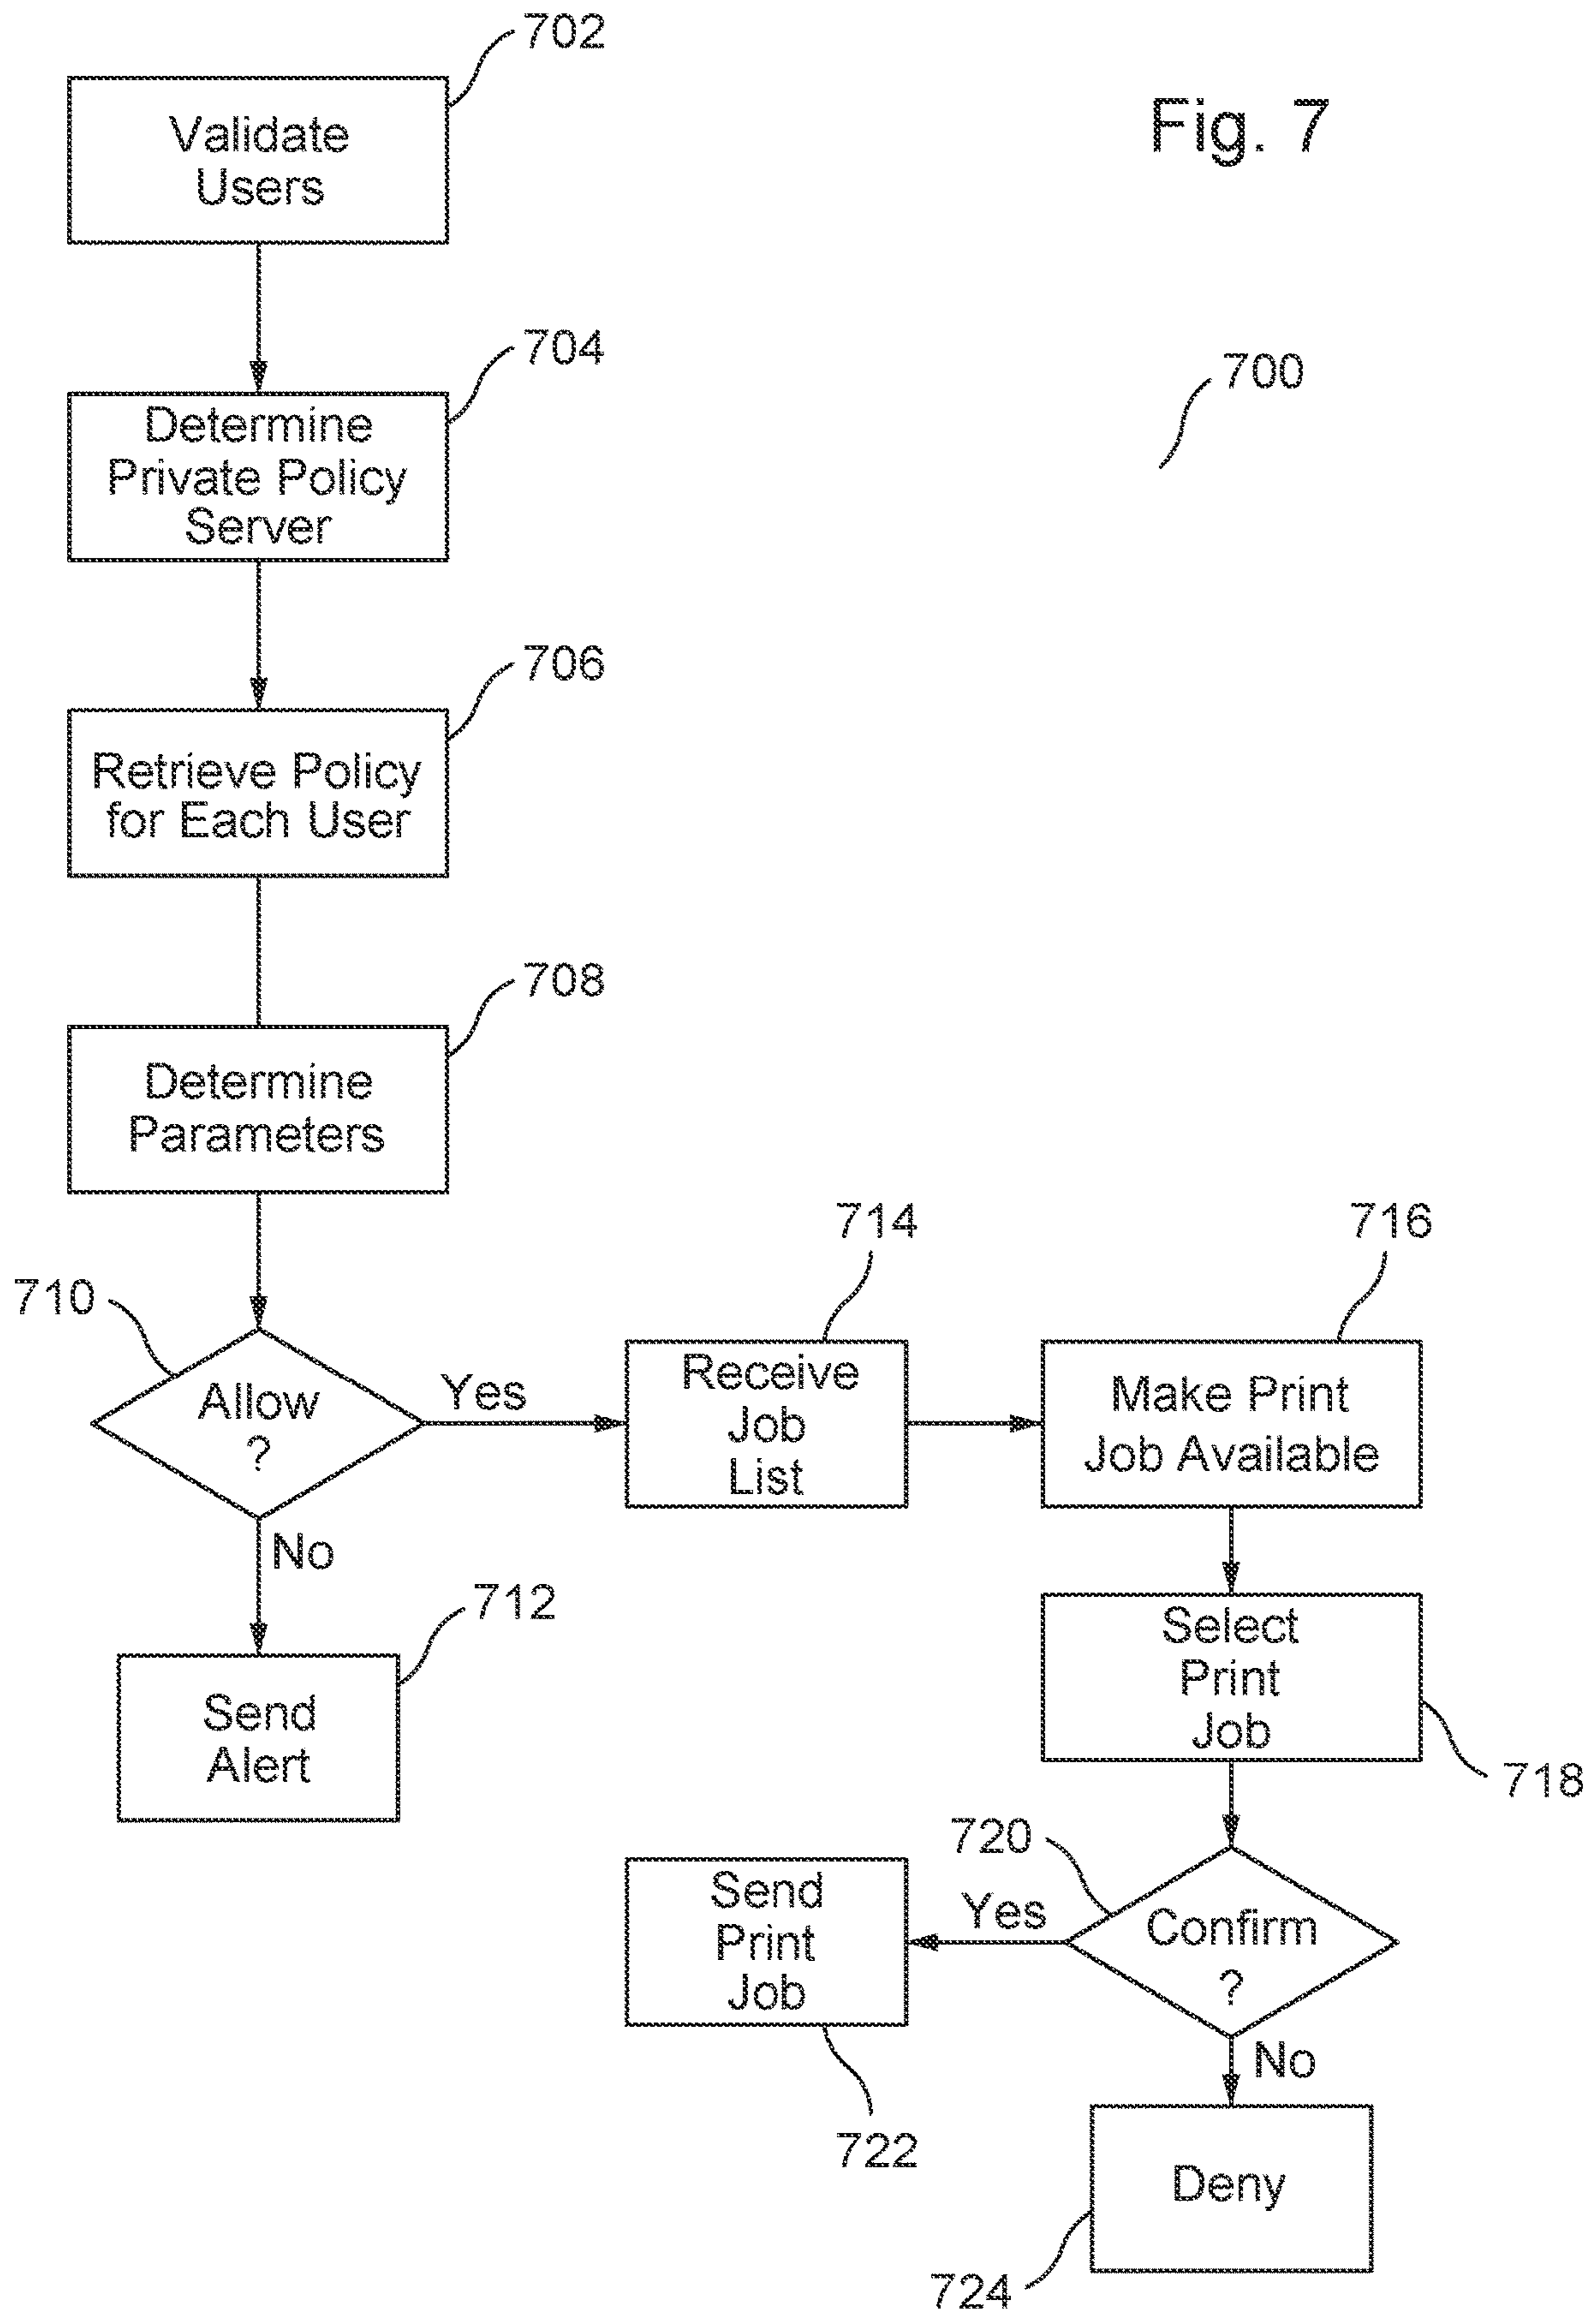 702
Validate
Users
Fig. 7
704
Determine
Private Policy
Server
700
706
Retrieve Policy
for Each User
708
Determine
Parameters
710
Allow
?
Yes
No
712
Send
Alert
714
Receive
Job
List
716
Make Print
Job Available
Select
Print
Job
718
720
Confirm
?
Yes
Send
Print
Job
722
No
Deny
724